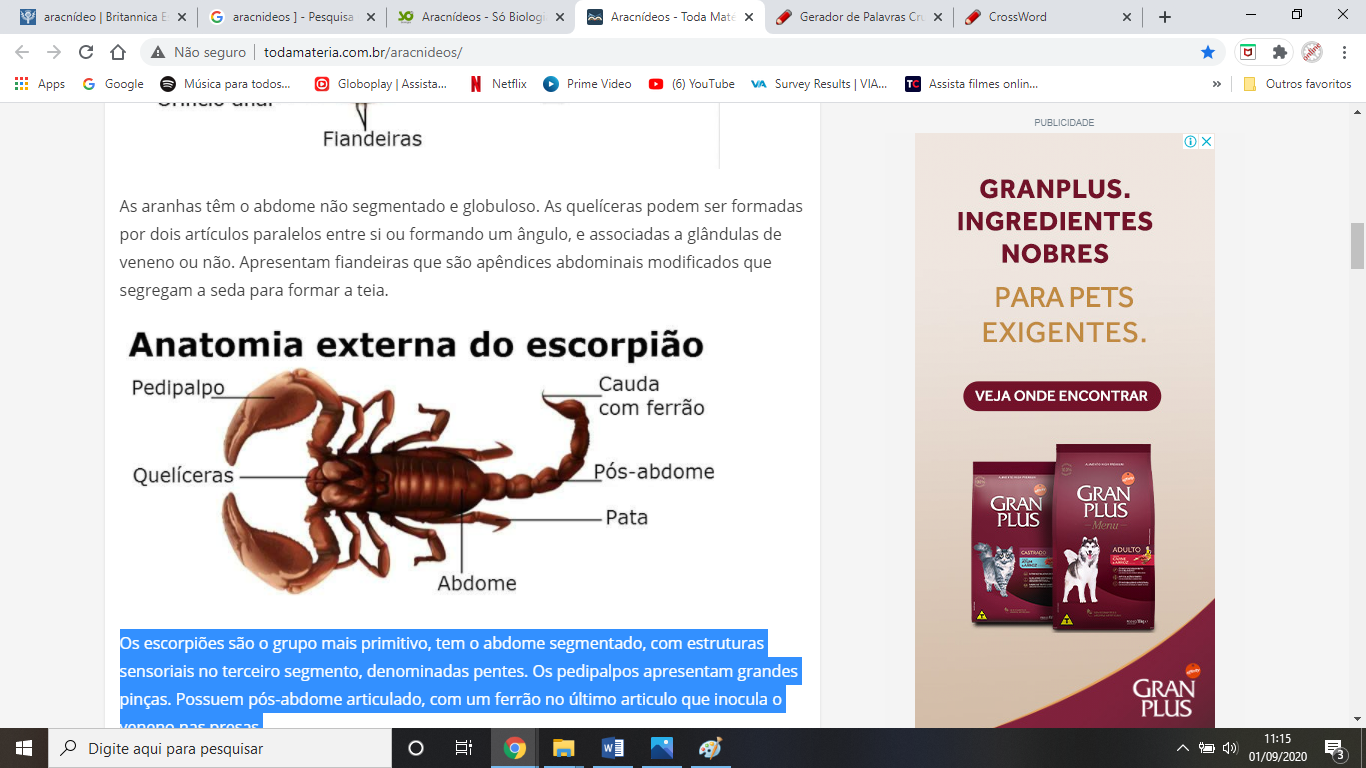 aracnídeo | Britannica E
aracnideos ] - Pesquisa
Aracnídeos - Só Biologi
Aracnídeos - Toda Maté
Gerador de Palavras Cru
CrossWord
Não seguro
todamateria.com.br/aracnideos/
Apps
Google
Música para todos...
Globoplay | Assista...
Netflix
Prime Video
(6) YouTube
Survey Results | VIA...
Assista filmes onlin...
»
Outros favoritos
Orifício anal
Fiandeiras
As aranhas têm o abdome não segmentado e globuloso. As quelíceras podem ser formadas
por dois artículos paralelos entre si ou formando um ângulo, e associadas a glândulas de
veneno ou não. Apresentam fiandeiras que são apêndices abdominais modificados que
segregam a seda para formar a teia.
Anatomia externa do escorpião
Pedipalpo
Cauda
com ferrão
Quelíceras
Pós-abdome
Pata
Abdome
Os escorpiões são o grupo mais primitivo, tem o abdome segmentado, com estruturas
sensoriais no terceiro segmento, denominadas pentes. Os pedipalpos apresentam grandes
pinças. Possuem pós-abdome articulado, com um ferrão no último articulo que inocula o
veneno nas presas.
PUBLICIDADE
GRANPLUS.
INGREDIENTES
NOBRES
PARA PETS
EXIGENTES.
VEJA ONDE ENCONTRAR
GRAN
PLUS
CASTRADO
GRAN
PLUS
Menu
ADULTO
GRAN
PLUS
Digite aqui para pesquisar
11:15
01/09/2020
3